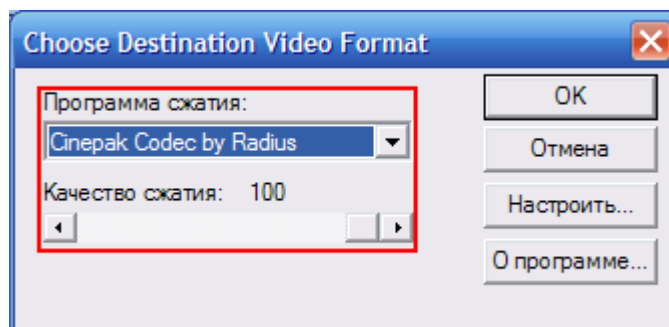 Choose Destination Video Format
Программа сжатия:
Cinepak Codec by Radius
Качество сжатия: 100
OK
Отмена
Настроить...
О программе...